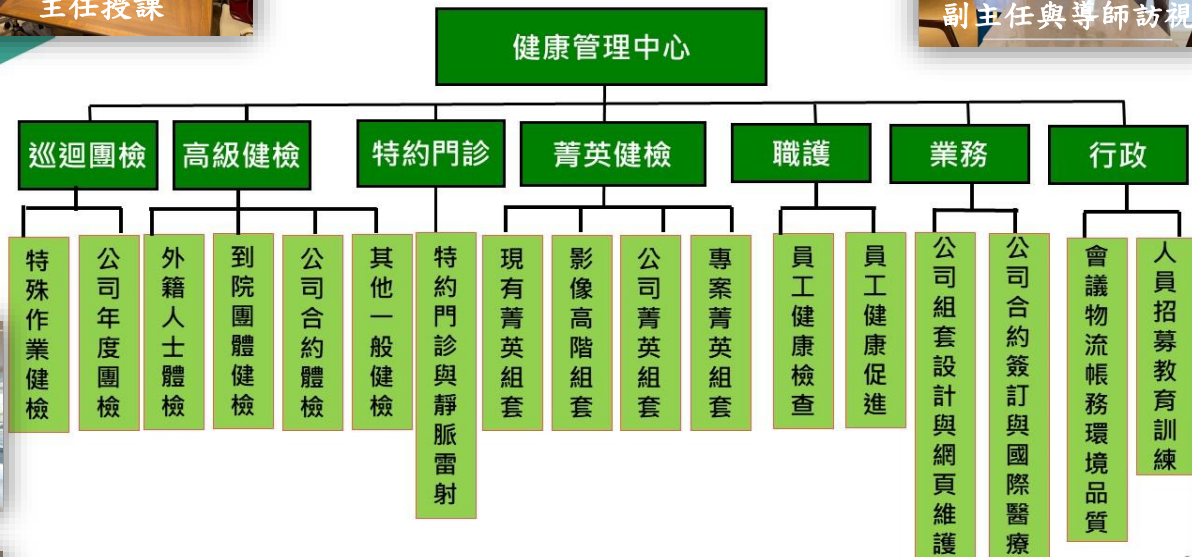 主任授課
副主任與導師訪視
健康管理中心
巡迴團檢
高級健檢
特約門診
菁英健檢
職護
業務
行政
特殊作業健檢
公司年度團檢
外籍人士體檢
到院團體健檢
公司合約體檢
其他一般健檢
特約門診與靜脈雷射
現有菁英組套
影像高階組套
公司菁英組套
專案菁英組套
員工健康檢查
員工健康促進
公司組套設計與網頁維護
公司合約簽訂與國際醫療
會議物流帳務環境品質
人員招募教育訓練